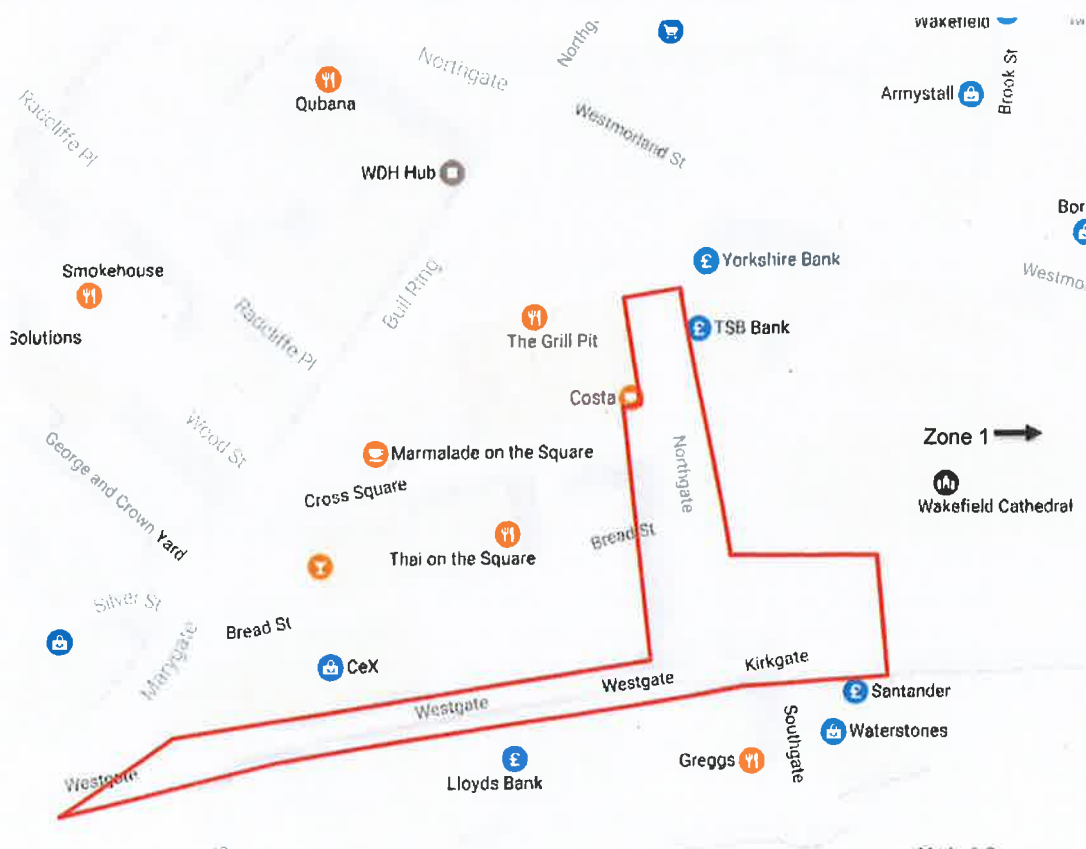 Wakefield
Northgate
Armystall
Brook St
Qubana
Radcliffe Pl
Westmorland St
WDH Hub
Yorkshire Bank
Smokehouse
Bull Ring
Solutions
Radcliffe Pl
The Grill Pit
TSB Bank
Costa
Wood St
Zone 1
Marmalade on the Square
Northgate
George and Crown Yard
Cross Square
Wakefield Cathedral
Bread St
Thai on the Square
Silver St
Bread St
Marygate
CeX
Kirkgate
Westgate
Westgate
Santander
Southgate
Waterstones
Westgate
Greggs
Lloyds Bank